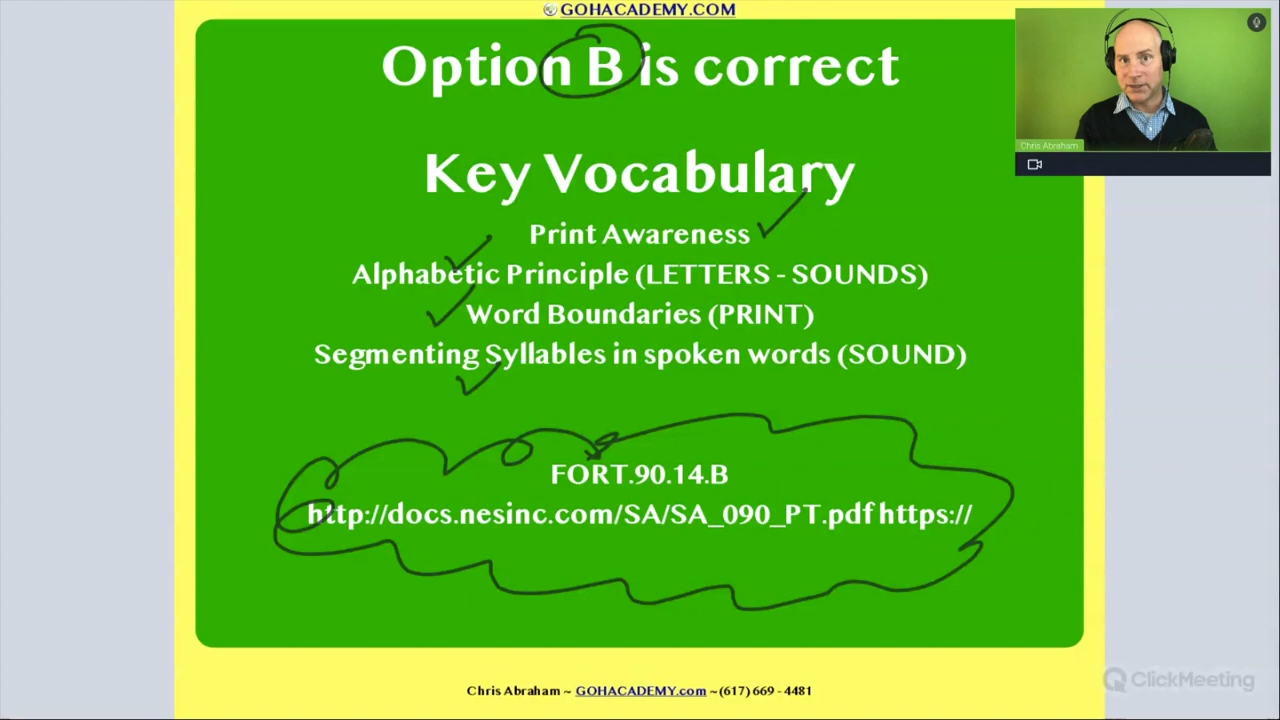 GOHACADEMY.COM
Option B is correct
Key Vocabulary
Print Awareness
Alphabetic Principle (LETTERS - SOUNDS)
Word Boundaries (PRINT)
Segmenting Syllables in spoken words (SOUND)
FORT.90.14.B
http://docs.nesinc.com/SA/SA_090_PT.pdf https://
Chris Abraham ~ GOHACADEMY.com ~(617) 669 - 4481
Chris Abraham
ClickMeeting